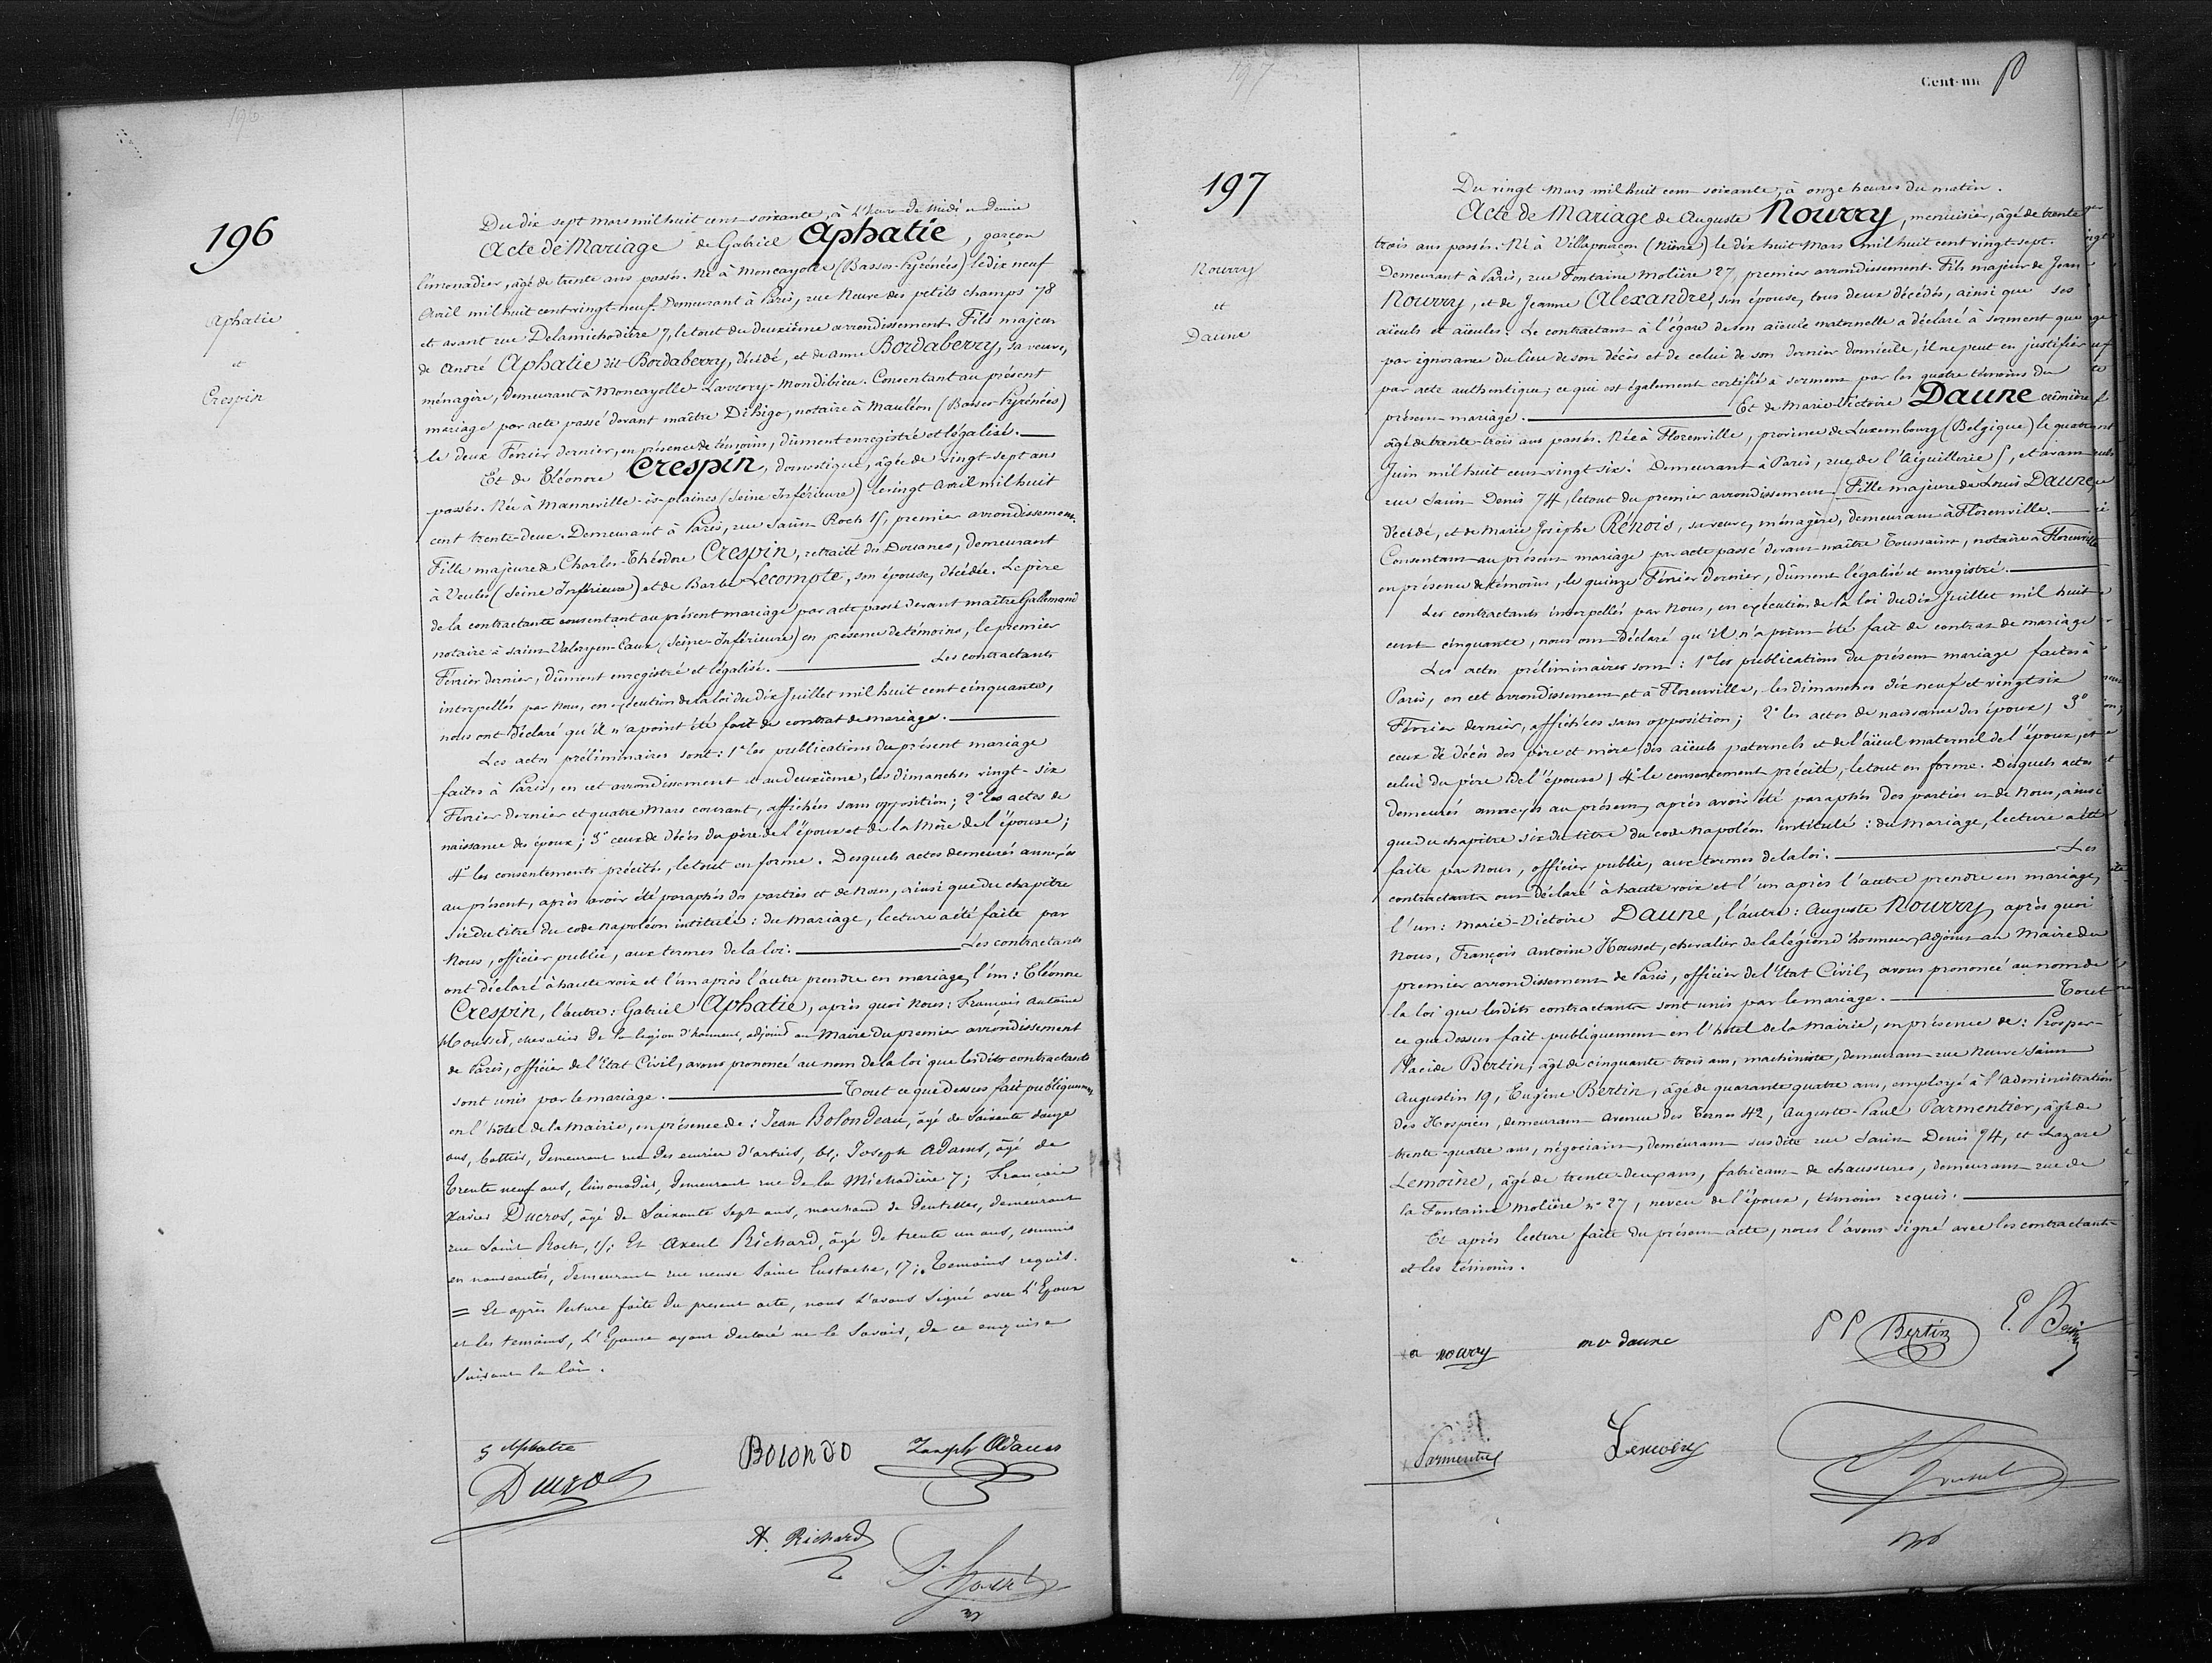 196
196
Aphatie
et
Crespin
Du dix sept mars mil huit cent soixante, à l'heure de midi et demie
Acte de Mariage de Gabriel Aphatie, garçon
limonadier, âgé de trente ans passés. Né à Moncayolle (Basses-Pyrénées) le dix neuf
Avril mil huit cent vingt neuf. Demeurant à Paris, rue Neuve des petits champs 78
et avant rue Delamichodière 7, le tout du deuxième arrondissement. Fils majeur
de André Aphatie dit Bordaberry, décédé, et de Anne Bordaberry, sa veuve,
ménagère, demeurant à Moncayolle-Larrory-Mendibieu. Consentant au présent
mariage par acte passé devant maître Dihigo, notaire à Mauléon (Basses-Pyrénées)
le deux Février dernier, en présence de témoins, dûment enregistré et légalisé.
Et de Eléonore Crespin, domestique, âgée de vingt-sept ans
passés. Née à Manneville-ès-plaines (Seine Inférieure) le vingt Avril mil huit
cent trente-deux. Demeurant à Paris, rue Saint Roch 15, premier arrondissement.
Fille majeure de Charles-Théodore Crespin, retraité des Douanes, demeurant
à Veules (Seine Inférieure) et de Barbe Lecompte, son épouse, décédée. Le père
de la contractante consentant au présent mariage par acte passé devant maître Gallemand
notaire à Saint-Valery-en-Caux (Seine-Inférieure) en présence de témoins, le premier
Février dernier, dûment enregistré et légalisé. Les contractants
interpellés par Nous, en exécution de la loi du dix Juillet mil huit cent cinquante,
nous ont déclaré qu'il n'a point été fait de contrat de mariage.
Les actes préliminaires sont: 1° les publications du présent mariage
faites à Paris, en cet arrondissement et au deuxième, les dimanches vingt-six
Février dernier et quatre Mars courant, affichées sans opposition; 2° les actes de
naissance des époux; 3° ceux de décès du père de l'époux et de la Mère de l'épouse;
4° les consentements précités, le tout en forme. Desquels actes demeurés annexés
au présent, après avoir été paraphés des parties et de Nous, ainsi que du chapitre
six du titre du code Napoléon intitulé: du Mariage, lecture a été faite par
Nous, officier public, aux termes de la loi. Les contractants
ont déclaré à haute voix et l'un après l'autre prendre en mariage, l'un: Eléonore
Crespin, l'autre: Gabriel Aphatie, après quoi Nous: François Antoine
Housset, chevalier de la légion d'honneur, adjoint au Maire du premier arrondissement
de Paris, officier de l'Etat Civil, avons prononcé au nom de la loi que lesdits contractants
sont unis par le mariage. Tout ce que dessus fait publiquement
en l'hôtel de la Mairie, en présence de: Jean Bolondeau, âgé de Soixante douze
ans, bottier, demeurant rue des écuries d'artois, 61; Joseph Adams, âgé de
trente neuf ans, limonadier, demeurant rue de la Michodière 7; François
Xavier Ducros, âgé de Soixante Sept ans, marchand de Dentelles, demeurant
rue Saint Roch, 15; Et Axeul Richard, âgé de trente un ans, commis
en nouveautés, demeurant rue neuve Saint Eustache, 17; Temoins requis.
= Et après lecture faite du présent acte, nous l'avons Signé avec l'Epoux
et les temoins, L'Epouse ayant déclaré ne le Savoir, de ce enquise
Suivant la loi.
g Aphatie
BOlONdO
Joseph Adams
Ducros
A. Richard
197
197
Nourry
et
Daune
Cent-un
Du vingt Mars mil huit cent soixante, à onze heures du matin.
Acte de Mariage de Auguste Nourry, menuisier, âgé de trente
trois ans passés. Né à Villapourçon (Nièvre) le dix huit Mars mil huit cent vingt-sept.
Demeurant à Paris, rue Fontaine Molière 27, premier arrondissement. Fils majeur de Jean
Nourry, et de Jeanne Alexandre, son épouse, tous deux décédés, ainsi que ses
aïeuls et aïeules. Le contractant à l'égard de son aïeule maternelle a déclaré à serment que
par ignorance du lieu de son décès et de celui de son dernier domicile, il ne peut en justifier
par acte authentique; ce qui est également certifié à serment par les quatre témoins du
présent mariage. Et de Marie-Victoire Daune crêmière
âgé de trente-trois ans passés. Née à Florenville, province de Luxembourg (Belgique) le quatre
Juin mil huit cent vingt six. Demeurant à Paris, rue de l'Aiguillerie 5, et avant
rue Saint Denis 74, le tout du premier arrondissement. Fille majeure de Louis Daune
décédé, et de Marie Josèphe Rénois, sa veuve, ménagère, demeurant à Florenville.
Consentant au présent mariage par acte passé devant maître Toussaint, notaire à Florenville
en présence de témoins, le quinze Février dernier, dûment légalisé et enregistré.
Les contractants interpellés par Nous, en exécution de la loi du dix Juillet mil huit
cent cinquante, nous ont déclaré qu'il n'a point été fait de contrat de mariage
Les actes préliminaires sont: 1° les publications du présent mariage faites à
Paris, en cet arrondissement et à Florenville, les dimanches dix neuf et vingt six
Février dernier, affichées sans opposition; 2° les actes de naissance des époux; 3°
ceux de décès des père et mère, des aïeuls paternels et de l'aïeul maternel de l'époux, et
celui du père de l'épouse; 4° le consentement précité, le tout en forme. Desquels actes
demeurés annexés au présent, après avoir été paraphés des parties et de Nous, ainsi
que du chapitre six du titre du code Napoléon intitulé: du Mariage, lecture a été
faite par Nous, officier public, aux termes de la loi. Les
contractants ont déclaré à haute voix et l'un après l'autre prendre en mariage,
l'un: Marie-Victoire Daune, l'autre: Auguste Nourry, après quoi
Nous, François Antoine Housset, chevalier de la légion d'honneur, adjoint au Maire du
premier arrondissement de Paris, officier de l'Etat Civil, avons prononcé au nom de
la loi que lesdits contractants sont unis par le mariage. Tout
ce que dessus fait publiquement en l'hôtel de la Mairie, en présence de: Prosper-
Placide Bertin, âgé de cinquante trois ans, machiniste, demeurant rue Neuve Saint
Augustin 19, Eugène Bertin, âgé de quarante quatre ans, employé à l'Administration
des Hospices, demeurant Avenue des Ternes 42, Auguste-Paul Parmentier, âgé de
trente-quatre ans, négociant, demeurant susdite rue Saint Denis 74, et Lazare
Lemoine, âgé de trente-deux ans, fabricant de chaussures, demeurant rue de
la Fontaine Molière n° 27, neveu de l'époux, témoins requis.
Et après lecture faite du présent acte, nous l'avons signé avec les contractants
et les témoins.
a nourry
m v daune
P P Bertin
E. Bertin
Parmentier
Lemoine